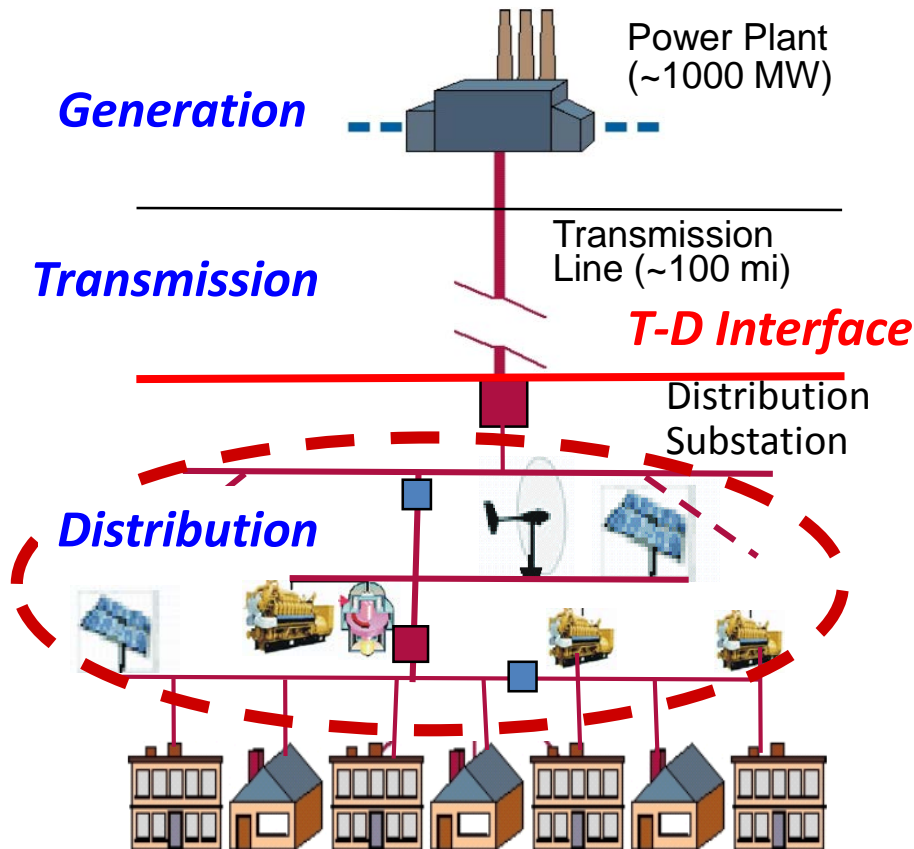 Power Plant
(~1000 MW)
Generation
Transmission
Line (~100 mi)
Transmission
T-D Interface
Distribution
Substation
Distribution